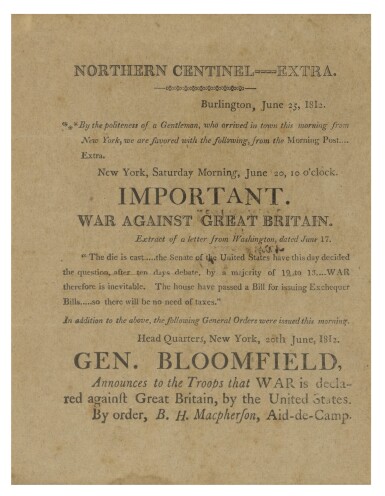 NORTHERN CENTINEL==EXTRA.
Burlington, June 25, 1812.
*** By the politeness of a Gentleman, who arrived in town this morning from
New York, we are favored with the following, from the Morning Post....
Extra.
New York, Saturday Morning, June 20, 10 o'clock.
IMPORTANT.
WAR AGAINST GREAT BRITAIN.
Extract of a letter from Washington, dated June 17.
"The die is cast.....the Senate of the United States have this day decided
the question, after ten days debate, by a majority of 19 to 13....WAR
therefore is inevitable. The house have passed a Bill for issuing Exchequer
Bills.....so there will be no need of taxes."
In addition to the above, the following General Orders were issued this morning.
Head Quarters, New York, 20th June, 1812.
GEN. BLOOMFIELD,
Announces to the Troops that WAR is decla-
red against Great Britain, by the United States.
By order, B. H. Macpherson, Aid-de-Camp.